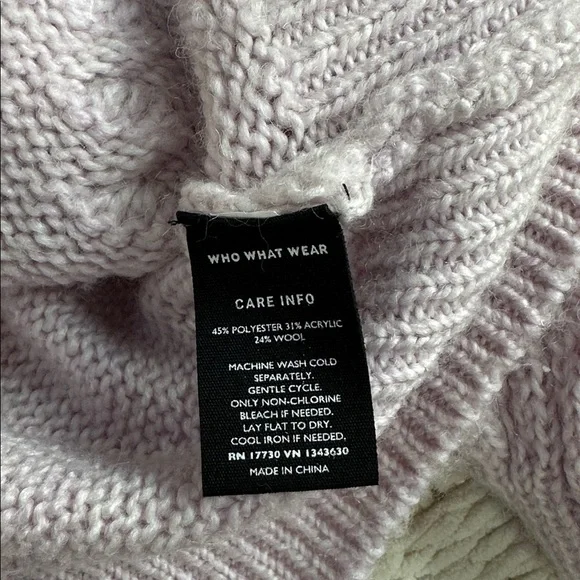 WHO WHAT WEAR
CARE INFO
45% POLYESTER 31% ACRYLIC
24% WOOL
MACHINE WASH COLD
SEPARATELY.
GENTLE CYCLE.
ONLY NON-CHLORINE
BLEACH IF NEEDED.
LAY FLAT TO DRY.
COOL IRON IF NEEDED.
RN 17730 VN 1343630
MADE IN CHINA